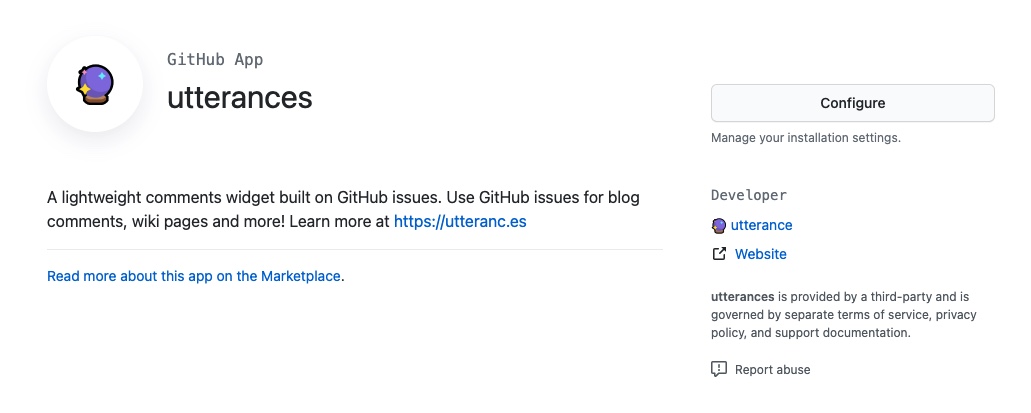 GitHub App
utterances
A lightweight comments widget built on GitHub issues. Use GitHub issues for blog
comments, wiki pages and more! Learn more at https://utteranc.es
Read more about this app on the Marketplace.
Configure
Manage your installation settings.
Developer
utterance
Website
utterances is provided by a third-party and is
governed by separate terms of service, privacy
policy, and support documentation.
Report abuse